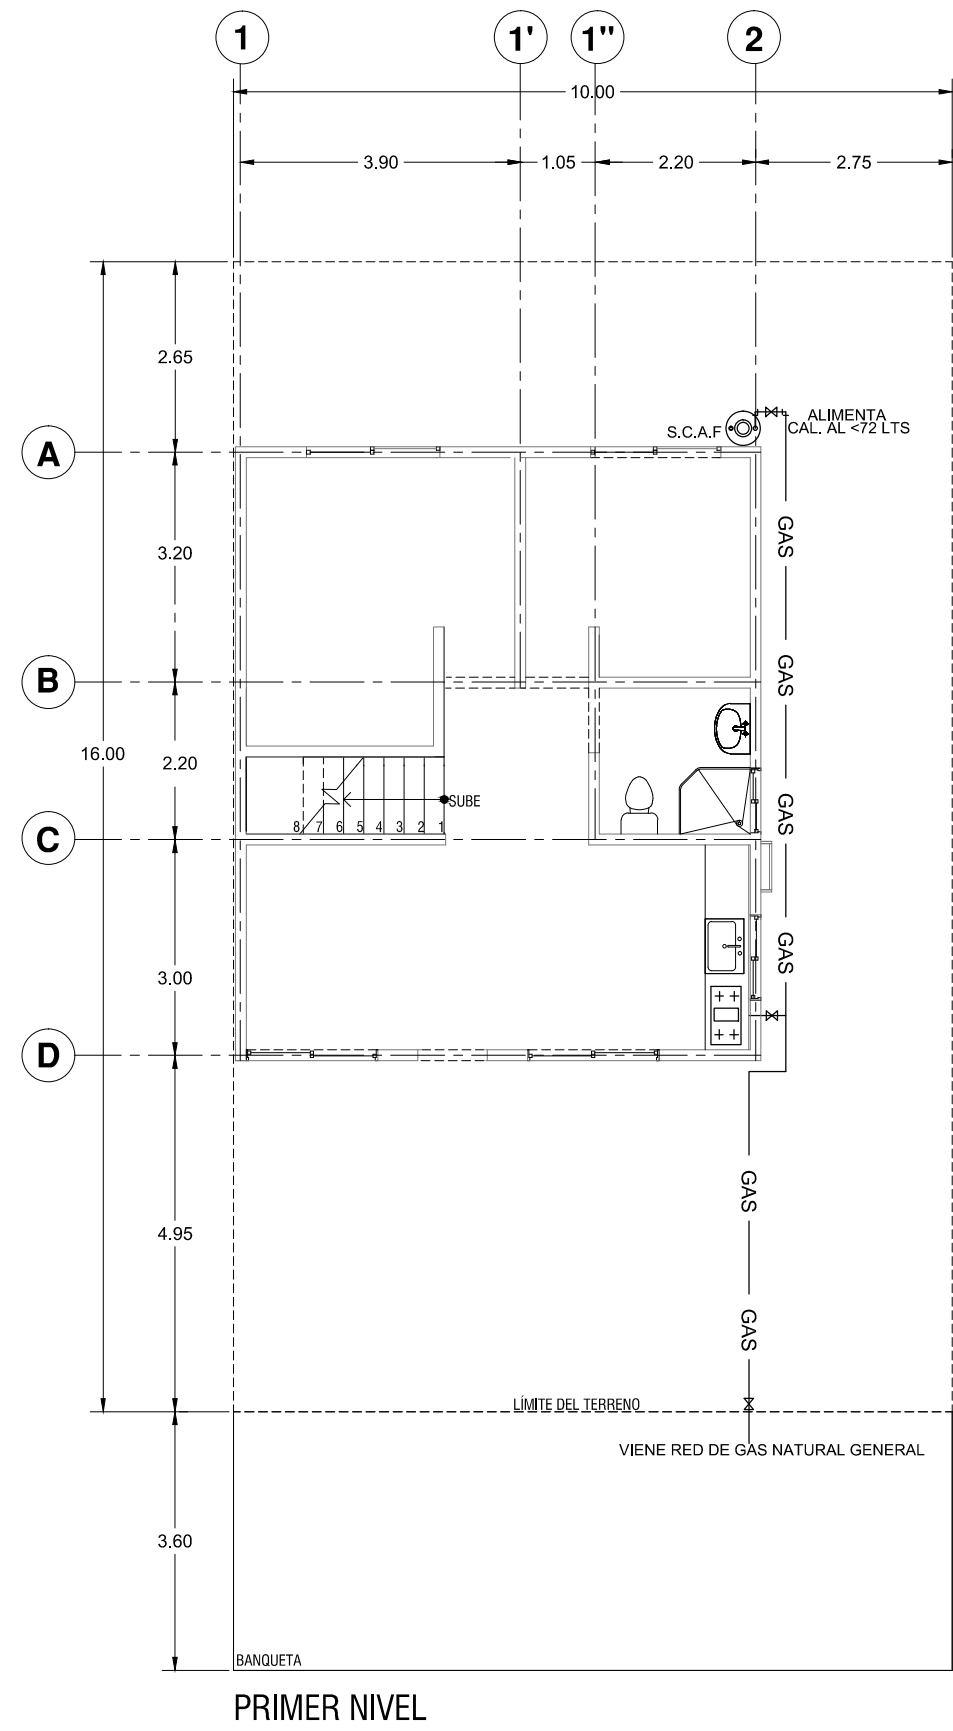 1 1' 1" 2
10.00
3.90 1.05 2.20 2.75
2.65
ALIMENTA
CAL. AL <72 LTS
S.C.A.F
A
GAS
3.20
B
GAS
16.00
2.20
SUBE
GAS
8 7 6 5 4 3 2 1
C
GAS
3.00
D
GAS
4.95
GAS
LÍMITE DEL TERRENO
VIENE RED DE GAS NATURAL GENERAL
3.60
BANQUETA
PRIMER NIVEL